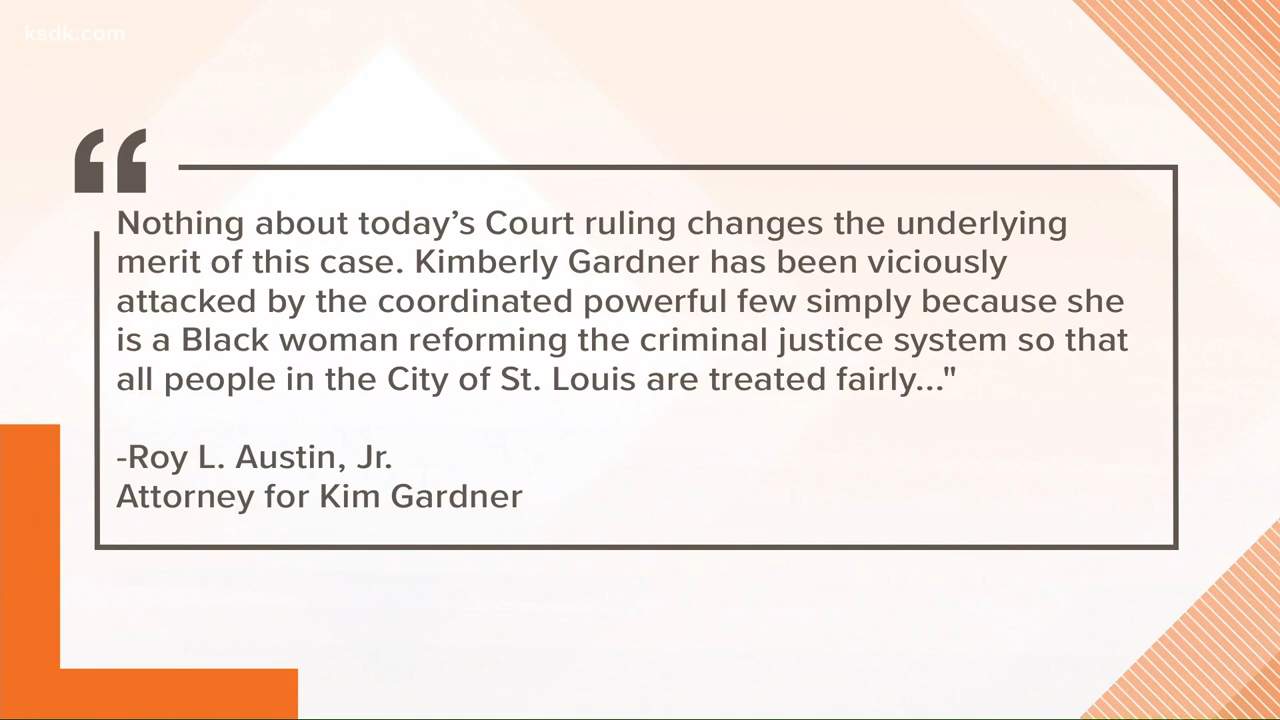 ksdk.com
“
Nothing about today’s Court ruling changes the underlying
merit of this case. Kimberly Gardner has been viciously
attacked by the coordinated powerful few simply because she
is a Black woman reforming the criminal justice system so that
all people in the City of St. Louis are treated fairly..."
-Roy L. Austin, Jr.
Attorney for Kim Gardner